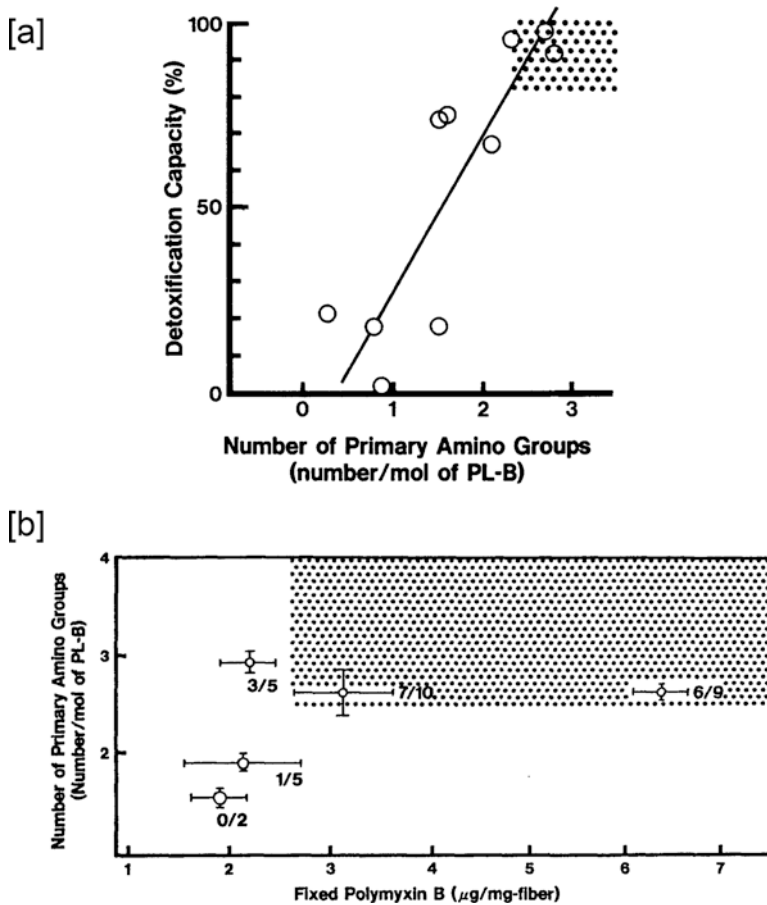 [a]
100
50
0
Detoxification Capacity (%)
0 1 2 3
Number of Primary Amino Groups
(number/mol of PL-B)
[b]
4
3
2
Number of Primary Amino Groups
(Number/mol of PL-B)
3/5
7/10
6/9
1/5
0/2
1 2 3 4 5 6 7
Fixed Polymyxin B (μg/mg-fiber)